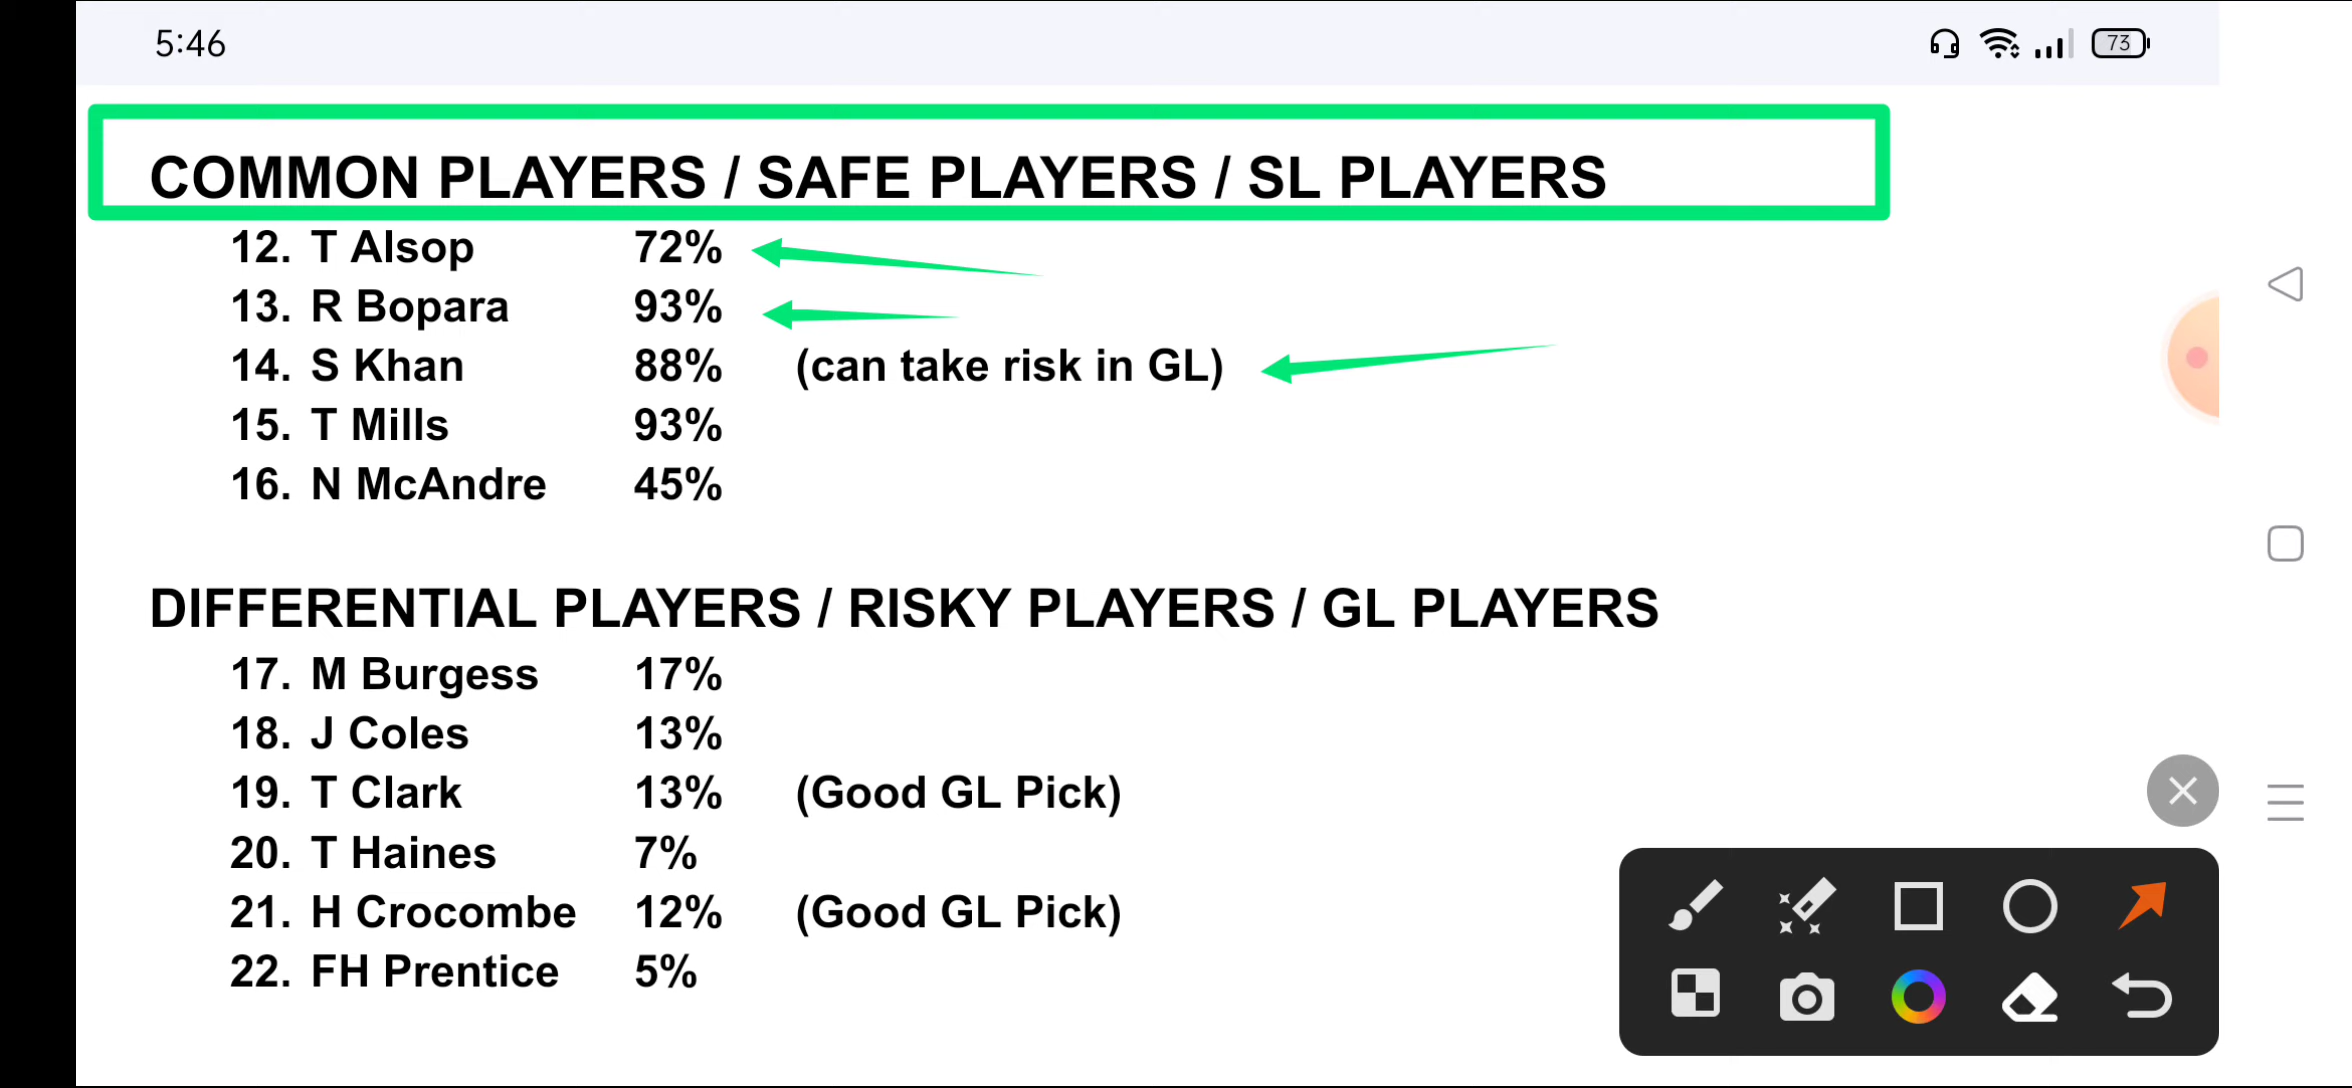 5:46
73
COMMON PLAYERS / SAFE PLAYERS / SL PLAYERS
12. T Alsop 72%
13. R Bopara 93%
14. S Khan 88% (can take risk in GL)
15. T Mills 93%
16. N McAndre 45%
DIFFERENTIAL PLAYERS / RISKY PLAYERS / GL PLAYERS
17. M Burgess 17%
18. J Coles 13%
19. T Clark 13% (Good GL Pick)
20. T Haines 7%
21. H Crocombe 12% (Good GL Pick)
22. FH Prentice 5%